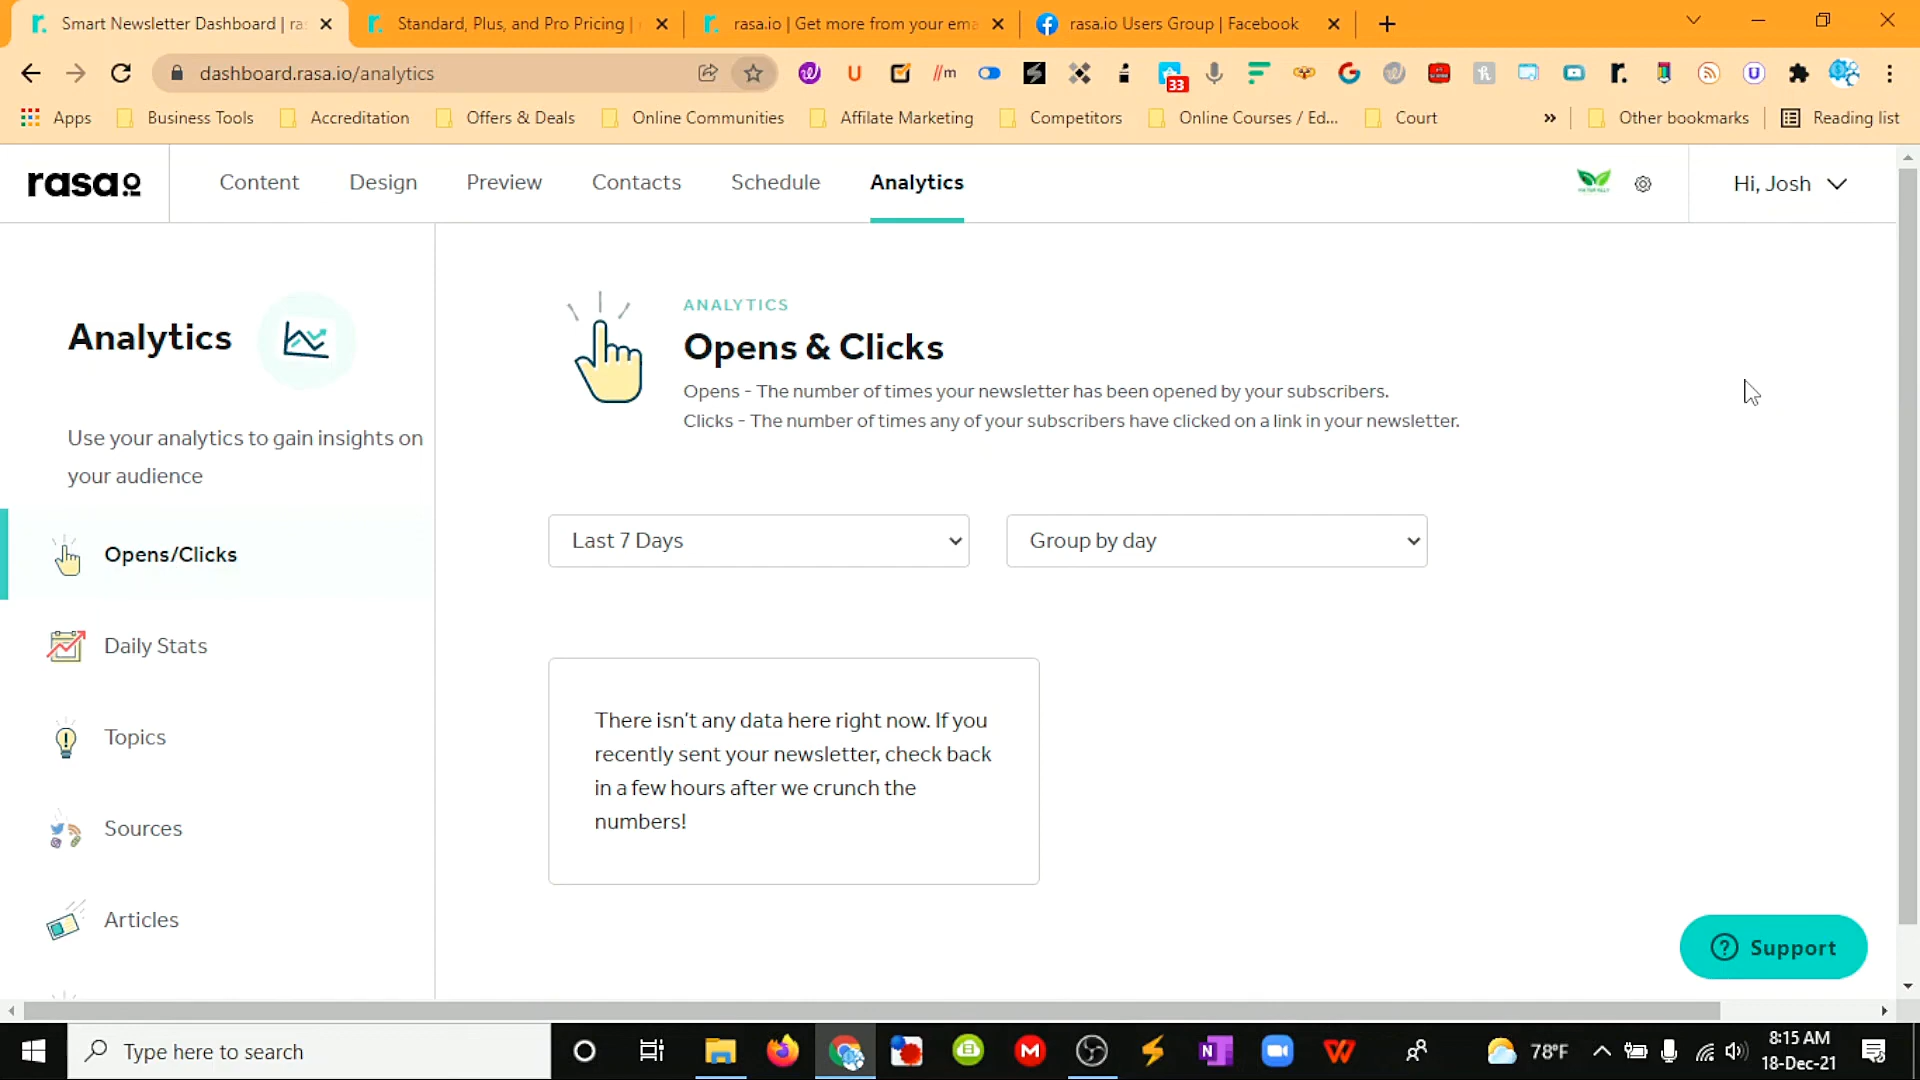 Smart Newsletter Dashboard | ras
Standard, Plus, and Pro Pricing |
rasa.io | Get more from your ema
rasa.io Users Group | Facebook
dashboard.rasa.io/analytics
33
Apps
Business Tools
Accreditation
Offers & Deals
Online Communities
Affilate Marketing
Competitors
Online Courses / Ed...
Court
Other bookmarks
Reading list
rasa.io
Content
Design
Preview
Contacts
Schedule
Analytics
Hi, Josh
Analytics
Use your analytics to gain insights on
your audience
Opens/Clicks
Daily Stats
Topics
Sources
Articles
ANALYTICS
Opens & Clicks
Opens - The number of times your newsletter has been opened by your subscribers.
Clicks - The number of times any of your subscribers have clicked on a link in your newsletter.
Last 7 Days
Group by day
There isn't any data here right now. If you
recently sent your newsletter, check back
in a few hours after we crunch the
numbers!
Support
Type here to search
78°F
8:15 AM
18-Dec-21